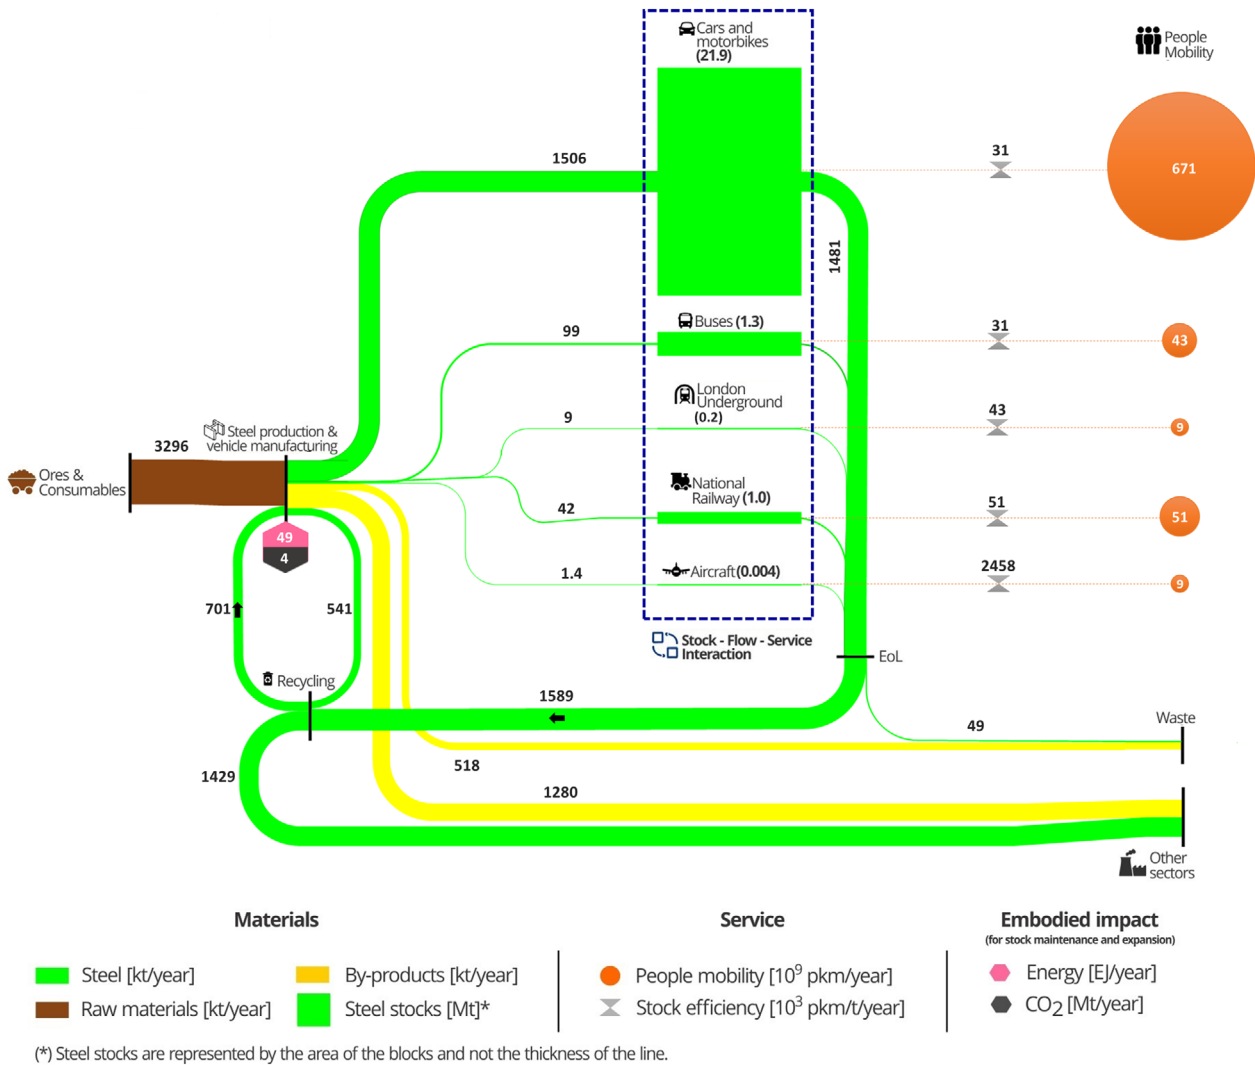 Cars and
motorbikes
(21.9)
People
Mobility
1506
31
671
1481
Buses (1.3)
99
31
43
London
Underground
(0.2)
9
43
9
Steel production &
vehicle manufacturing
3296
Ores &
Consumables
National
Railway (1.0)
42
51
51
49
4
Aircraft (0.004)
1.4
2458
9
701
541
Stock - Flow - Service
Interaction
EoL
Recycling
1589
Waste
49
518
1429
1280
Other
sectors
Materials
Steel [kt/year]
By-products [kt/year]
Raw materials [kt/year]
Steel stocks [Mt]*
Service
People mobility [10⁹ pkm/year]
Stock efficiency [10³ pkm/t/year]
Embodied impact
(for stock maintenance and expansion)
Energy [EJ/year]
CO₂ [Mt/year]
(*) Steel stocks are represented by the area of the blocks and not the thickness of the line.